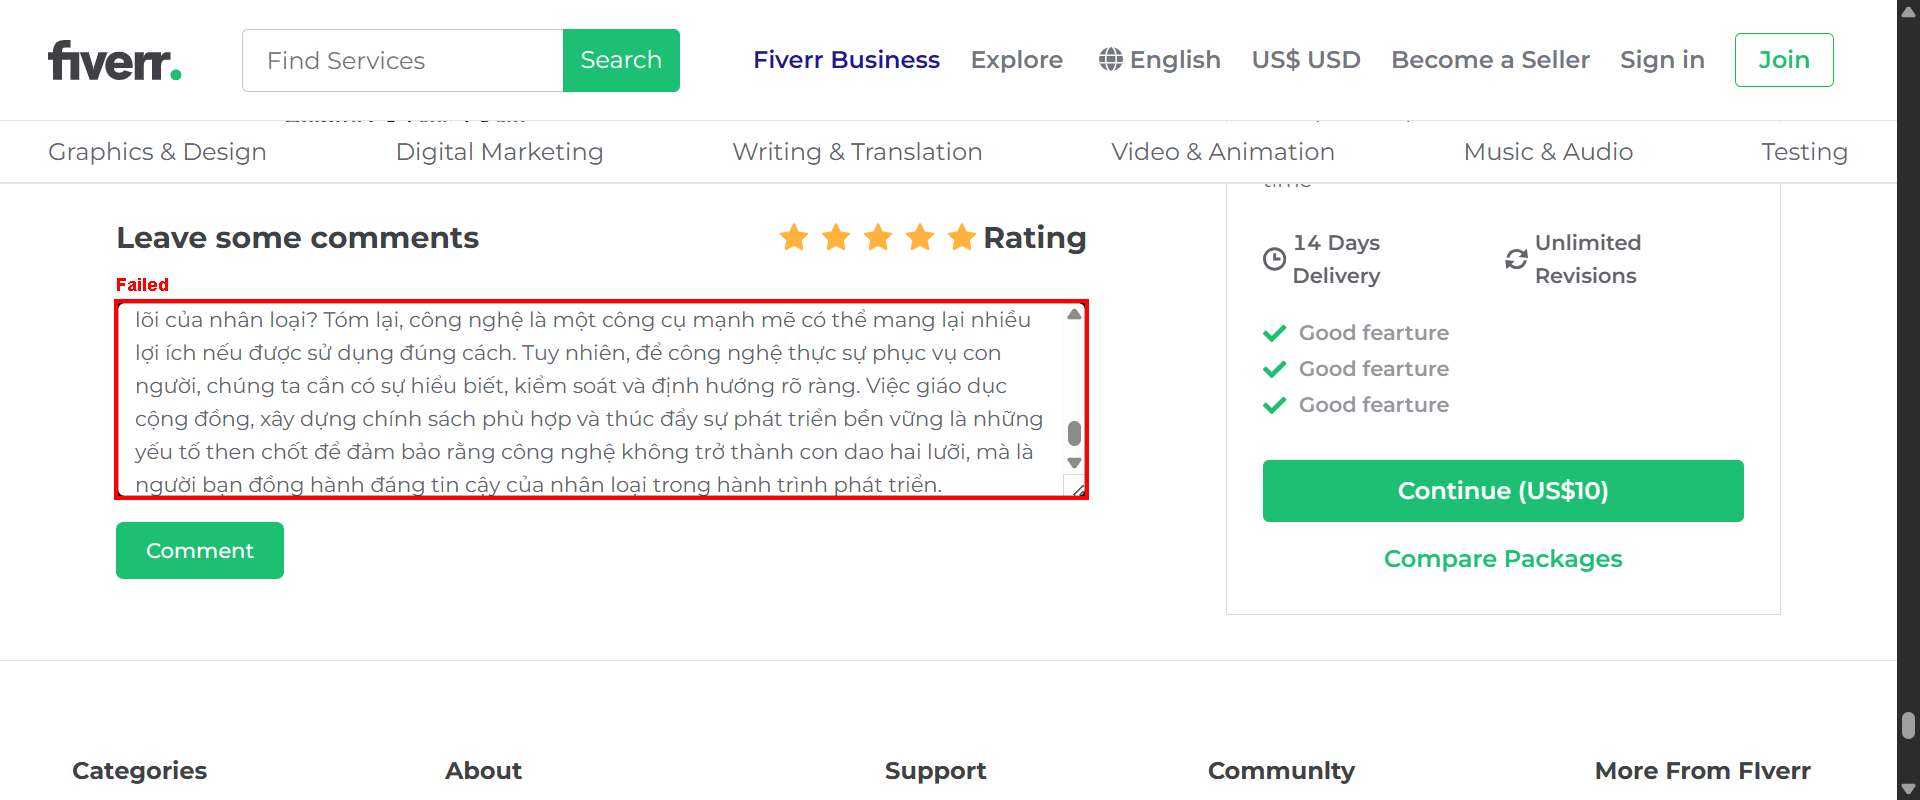 fiverr.
Find Services
Search
Fiverr Business
Explore
English
US$ USD
Become a Seller
Sign in
Join
Graphics & Design
Digital Marketing
Writing & Translation
Video & Animation
Music & Audio
Testing
time
Leave some comments
Rating
Failed
lõi của nhân loại? Tóm lại, công nghệ là một công cụ mạnh mẽ có thể mang lại nhiều
lợi ích nếu được sử dụng đúng cách. Tuy nhiên, để công nghệ thực sự phục vụ con
người, chúng ta cần có sự hiểu biết, kiểm soát và định hướng rõ ràng. Việc giáo dục
cộng đồng, xây dựng chính sách phù hợp và thúc đẩy sự phát triển bền vững là những
yếu tố then chốt để đảm bảo rằng công nghệ không trở thành con dao hai lưỡi, mà là
người bạn đồng hành đáng tin cậy của nhân loại trong hành trình phát triển.
Comment
14 Days
Delivery
Unlimited
Revisions
Good fearture
Good fearture
Good fearture
Continue (US$10)
Compare Packages
Categories
About
Support
CommunIty
More From FIverr